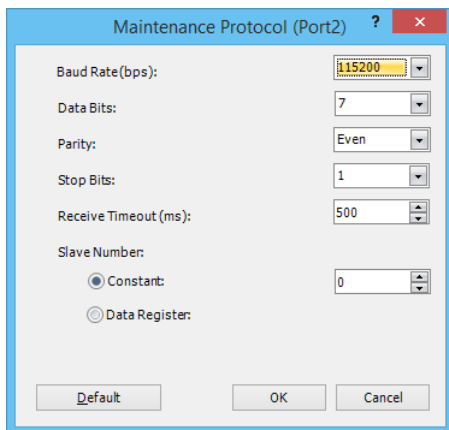 Maintenance Protocol (Port2) ? ×
Baud Rate(bps): 115200
Data Bits: 7
Parity: Even
Stop Bits: 1
Receive Timeout (ms): 500
Slave Number:
Constant: 0
Data Register:
Default OK Cancel